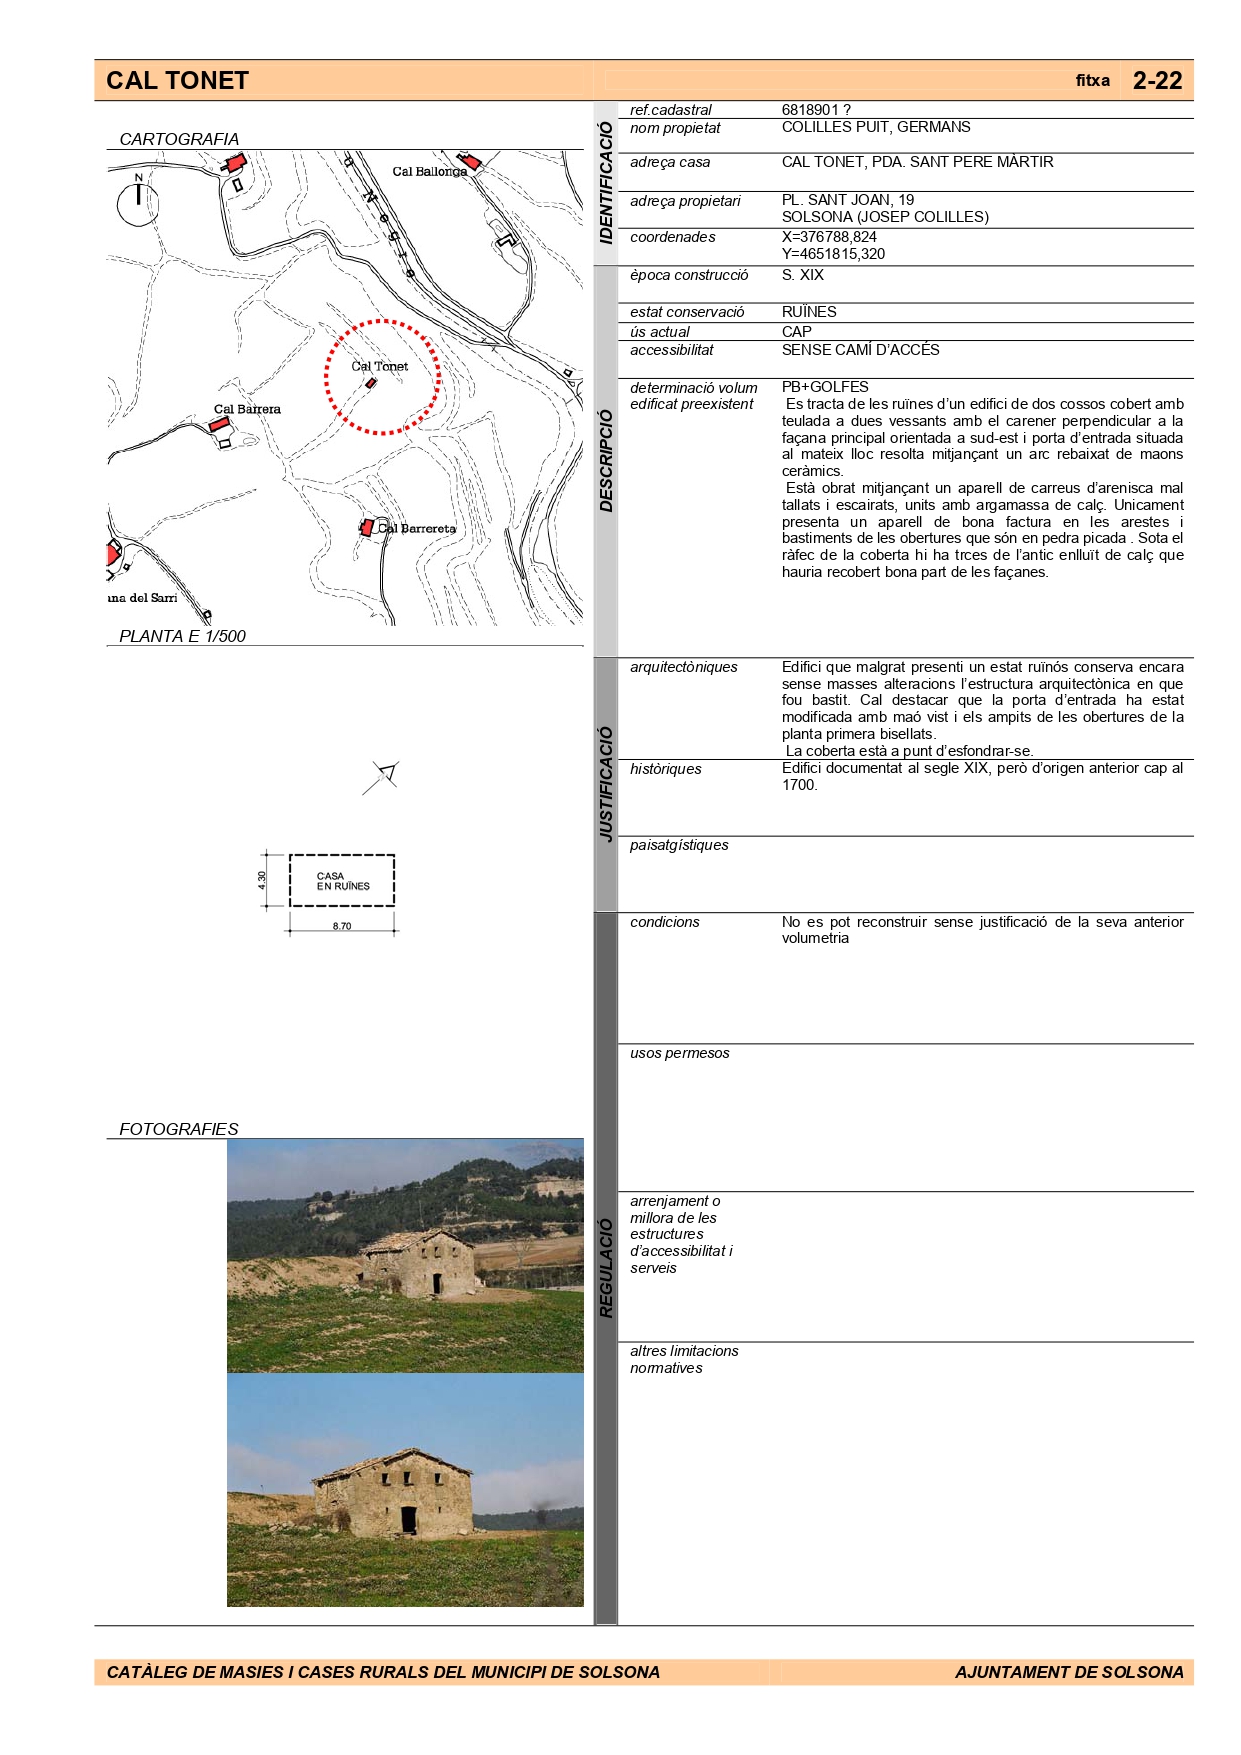 CAL TONET
fitxa 2-22
CARTOGRAFIA
N
Cal Ballonga
Negre
Cal Tonet
Cal Barrera
Cal Barrereta
ana del Sarri
PLANTA E 1/500
4.30
CASA
EN RUÏNES
8.70
FOTOGRAFIES
IDENTIFICACIÓ
ref.cadastral 6818901 ?
nom propietat COLILLES PUIT, GERMANS
adreça casa CAL TONET, PDA. SANT PERE MÀRTIR
adreça propietari PL. SANT JOAN, 19
SOLSONA (JOSEP COLILLES)
coordenades X=376788,824
Y=4651815,320
DESCRIPCIÓ
època construcció S. XIX
estat conservació RUÏNES
ús actual CAP
accessibilitat SENSE CAMÍ D’ACCÉS
determinació volum PB+GOLFES
edificat preexistent Es tracta de les ruïnes d’un edifici de dos cossos cobert amb
teulada a dues vessants amb el carener perpendicular a la
façana principal orientada a sud-est i porta d’entrada situada
al mateix lloc resolta mitjançant un arc rebaixat de maons
ceràmics.
Està obrat mitjançant un aparell de carreus d’arenisca mal
tallats i escairats, units amb argamassa de calç. Unicament
presenta un aparell de bona factura en les arestes i
bastiments de les obertures que són en pedra picada . Sota el
ràfec de la coberta hi ha trces de l’antic enlluït de calç que
hauria recobert bona part de les façanes.
JUSTIFICACIÓ
arquitectòniques Edifici que malgrat presenti un estat ruïnós conserva encara
sense masses alteracions l’estructura arquitectònica en que
fou bastit. Cal destacar que la porta d’entrada ha estat
modificada amb maó vist i els ampits de les obertures de la
planta primera bisellats.
La coberta està a punt d’esfondrar-se.
històriques Edifici documentat al segle XIX, però d’origen anterior cap al
1700.
paisatgístiques
REGULACIÓ
condicions No es pot reconstruir sense justificació de la seva anterior
volumetria
usos permesos
arrenjament o
millora de les
estructures
d’accessibilitat i
serveis
altres limitacions
normatives
CATÀLEG DE MASIES I CASES RURALS DEL MUNICIPI DE SOLSONA
AJUNTAMENT DE SOLSONA